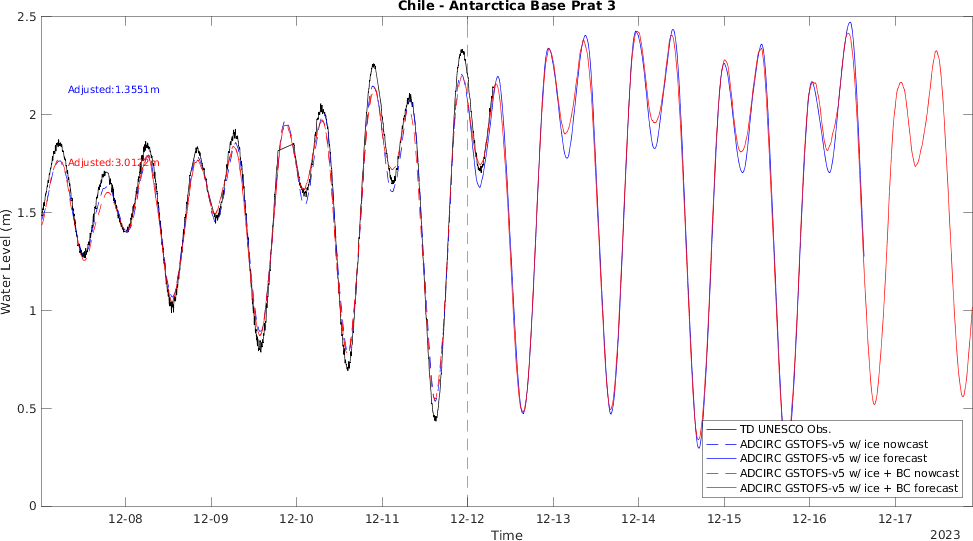 Chile - Antarctica Base Prat 3
2.5
2
1.5
1
0.5
0
Water Level (m)
Adjusted:1.3551m
Adjusted:3.0122m
TD UNESCO Obs.
ADCIRC GSTOFS-v5 w/ ice nowcast
ADCIRC GSTOFS-v5 w/ ice forecast
ADCIRC GSTOFS-v5 w/ ice + BC nowcast
ADCIRC GSTOFS-v5 w/ ice + BC forecast
12-08
12-09
12-10
12-11
12-12
12-13
12-14
12-15
12-16
12-17
Time
2023